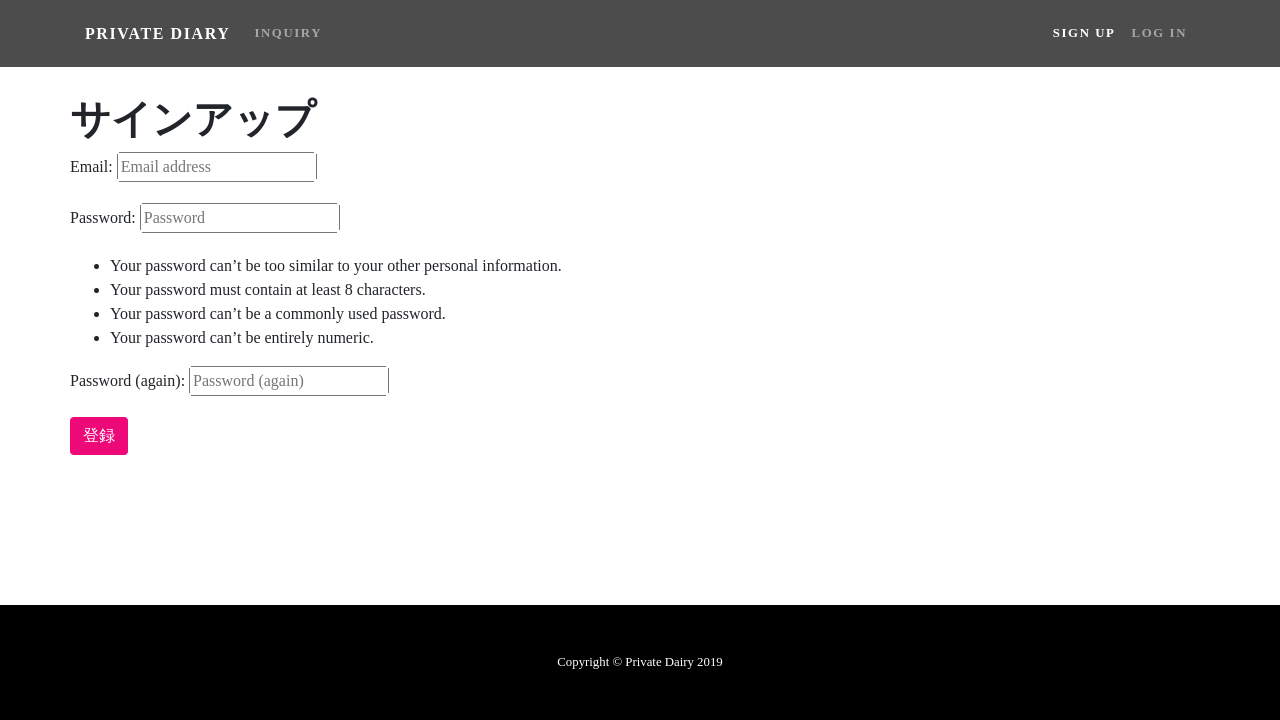 PRIVATE DIARY INQUIRY SIGN UP LOG IN
サインアップ
Email: Email address
Password: Password
Your password can’t be too similar to your other personal information.
Your password must contain at least 8 characters.
Your password can’t be a commonly used password.
Your password can’t be entirely numeric.
Password (again): Password (again)
登録
Copyright © Private Dairy 2019